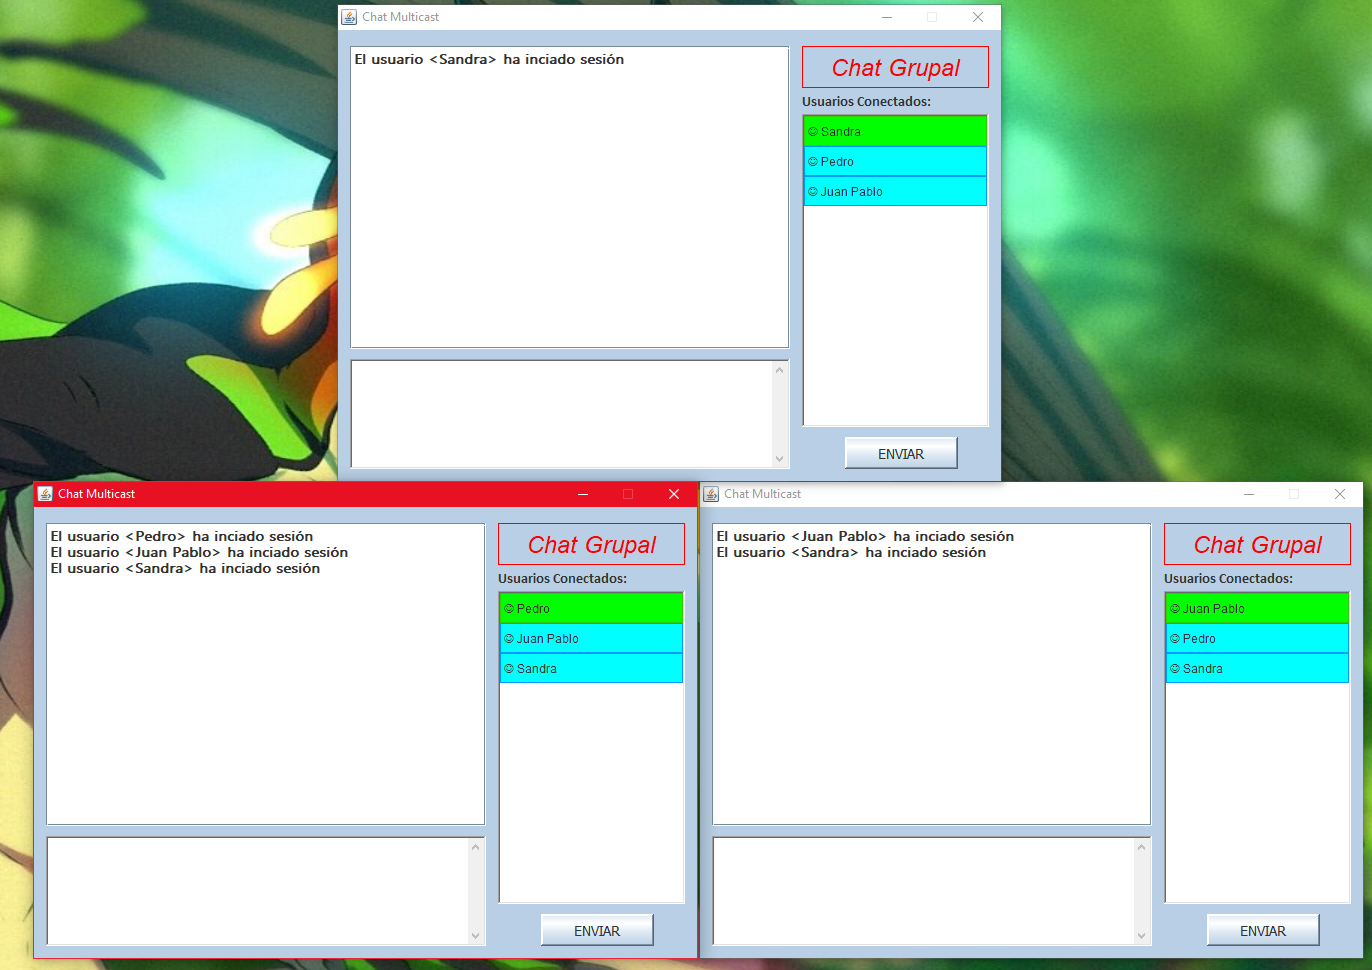 Chat Multicast
El usuario <Sandra> ha inciado sesión
Chat Grupal
Usuarios Conectados:
☺ Sandra
☺ Pedro
☺ Juan Pablo
ENVIAR
Chat Multicast
El usuario <Pedro> ha inciado sesión
El usuario <Juan Pablo> ha inciado sesión
El usuario <Sandra> ha inciado sesión
Chat Grupal
Usuarios Conectados:
☺ Pedro
☺ Juan Pablo
☺ Sandra
ENVIAR
Chat Multicast
El usuario <Juan Pablo> ha inciado sesión
El usuario <Sandra> ha inciado sesión
Chat Grupal
Usuarios Conectados:
☺ Juan Pablo
☺ Pedro
☺ Sandra
ENVIAR